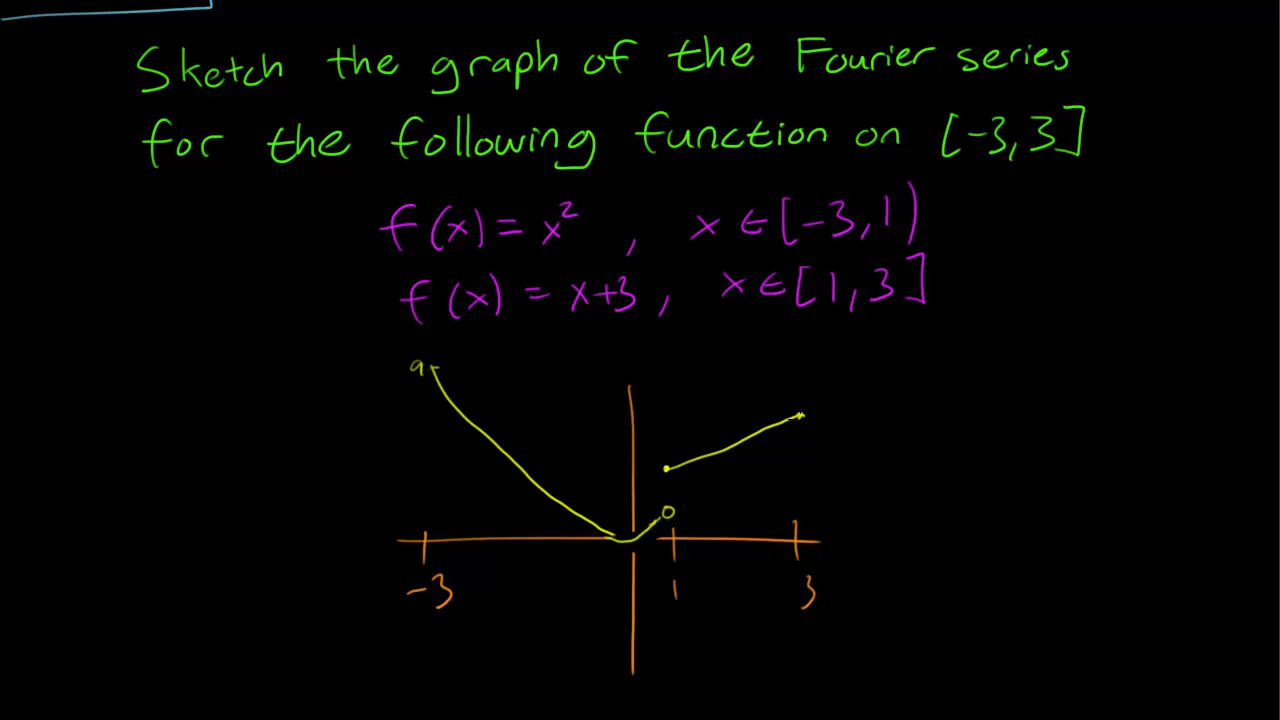 Sketch the graph of the Fourier series
for the following function on [-3,3]
f(x) = x² , x ∈ [-3,1)
f(x) = x+3 , x ∈ [1,3]
9
-3 1 3